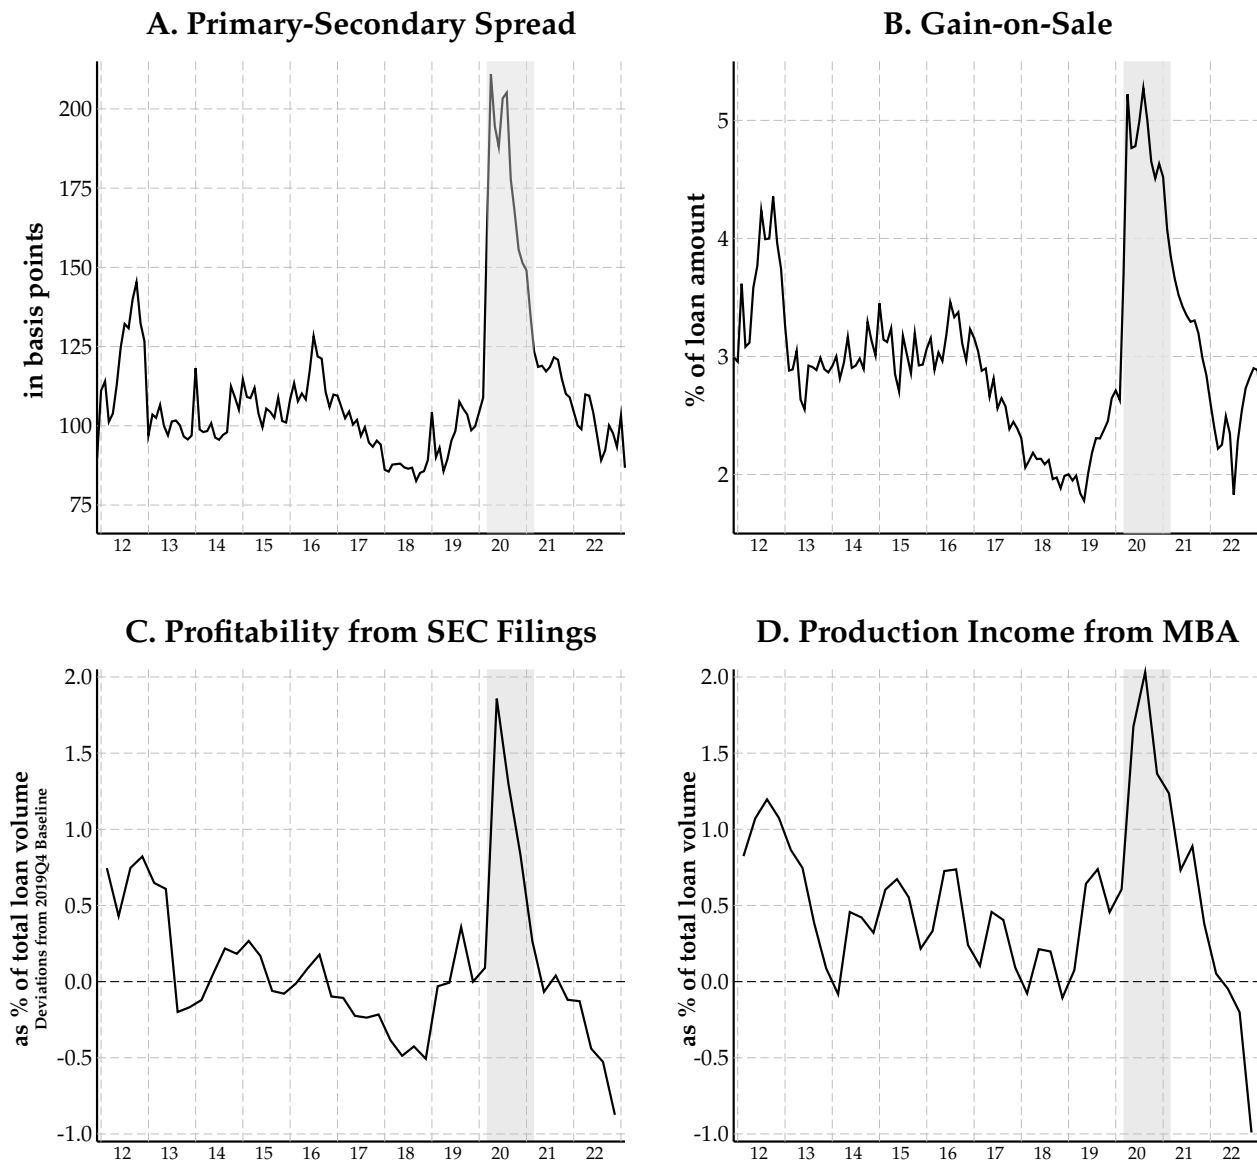 A. Primary-Secondary Spread
in basis points
200
175
150
125
100
75
12 13 14 15 16 17 18 19 20 21 22
B. Gain-on-Sale
% of loan amount
5
4
3
2
12 13 14 15 16 17 18 19 20 21 22
C. Profitability from SEC Filings
as % of total loan volume
Deviations from 2019Q4 Baseline
2.0
1.5
1.0
0.5
0.0
-0.5
-1.0
12 13 14 15 16 17 18 19 20 21 22
D. Production Income from MBA
as % of total loan volume
2.0
1.5
1.0
0.5
0.0
-0.5
-1.0
12 13 14 15 16 17 18 19 20 21 22